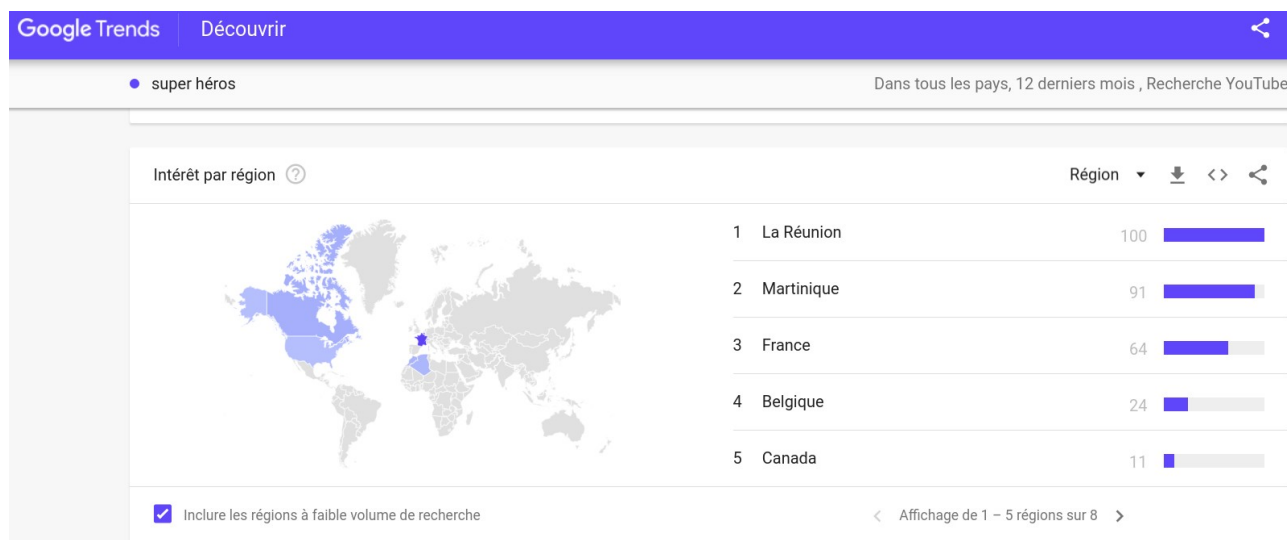 Google Trends Découvrir
super héros Dans tous les pays, 12 derniers mois , Recherche YouTube
Intérêt par région ? Région <>
1 La Réunion 100
2 Martinique 91
3 France 64
4 Belgique 24
5 Canada 11
Inclure les régions à faible volume de recherche < Affichage de 1 – 5 régions sur 8 >